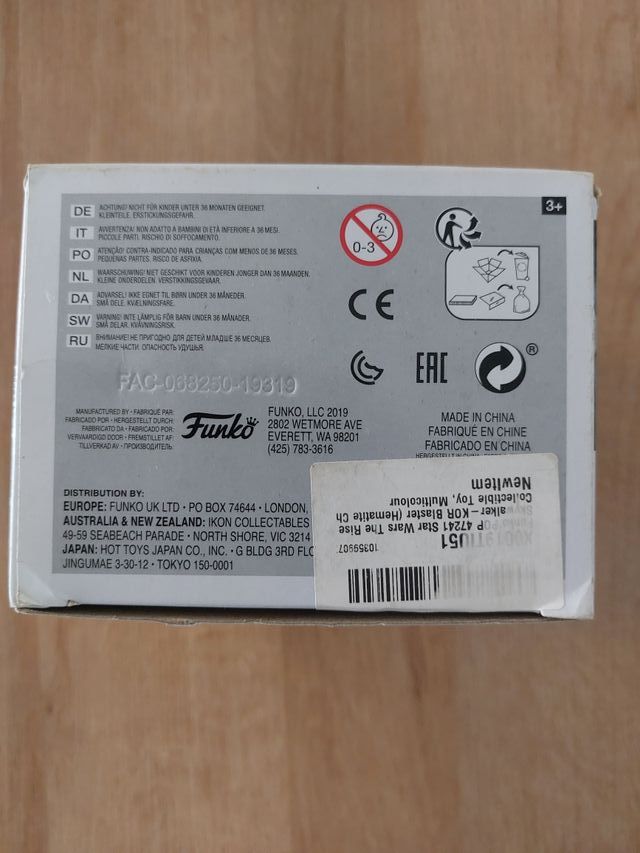 3+
DE ACHTUNG! NICHT FÜR KINDER UNTER 36 MONATEN GEEIGNET.
KLEINTEILE. ERSTICKUNGSGEFAHR.
IT AVVERTENZA! NON ADATTO A BAMBINI DI ETÀ INFERIORE A 36 MESI.
PICCOLE PARTI. RISCHIO DI SOFFOCAMENTO.
PO ATENÇÃO! CONTRA-INDICADO PARA CRIANÇAS COM MENOS DE 36 MESES.
PEQUENAS PARTES. RISCO DE ASFIXIA.
NL WAARSCHUWING! NIET GESCHIKT VOOR KINDEREN JONGER DAN 36 MAANDEN.
KLEINE ONDERDELEN. VERSTIKKINGSGEVAAR.
DA ADVARSEL! IKKE EGNET TIL BØRN UNDER 36 MÅNEDER.
SMÅ DELE. KVÆLNINGSFARE.
SW VARNING! INTE LÄMPLIG FÖR BARN UNDER 36 MÅNADER.
SMÅ DELAR. KVÄVNINGSRISK.
RU ВНИМАНИЕ! НЕ ПРИГОДНО ДЛЯ ДЕТЕЙ МЛАДШЕ 36 МЕСЯЦЕВ.
МЕЛКИЕ ЧАСТИ. ОПАСНОСТЬ УДУШЬЯ.
0-3
CE
EAC
®
FAC-068250-19319
MANUFACTURED BY • FABRIQUÉ PAR:
FABRICADO POR • HERGESTELLT DURCH:
FABBRICATO DA • FABRICADO POR:
VERVAARDIGD DOOR • FREMSTILLET AF:
TILLVERKAD AV • ПРОИЗВОДИТЕЛЬ:
Funko
FUNKO, LLC 2019
2802 WETMORE AVE
EVERETT, WA 98201
(425) 783-3616
MADE IN CHINA
FABRIQUÉ EN CHINE
FABRICADO EN CHINA
HERGESTELLT IN CHINA
DISTRIBUTION BY:
EUROPE: FUNKO UK LTD • PO BOX 74644 • LONDON,
AUSTRALIA & NEW ZEALAND: IKON COLLECTABLES
49-59 SEABEACH PARADE • NORTH SHORE, VIC 3214
JAPAN: HOT TOYS JAPAN CO., INC. • G BLDG 3RD FLO
JINGUMAE 3-30-12 • TOKYO 150-0001
10359907
X0019TIU51
Funko POP 47241 Star Wars The Rise
Skywalker – KOR Blaster (Hematite Ch
Collectible Toy, Multicolour
NewItem